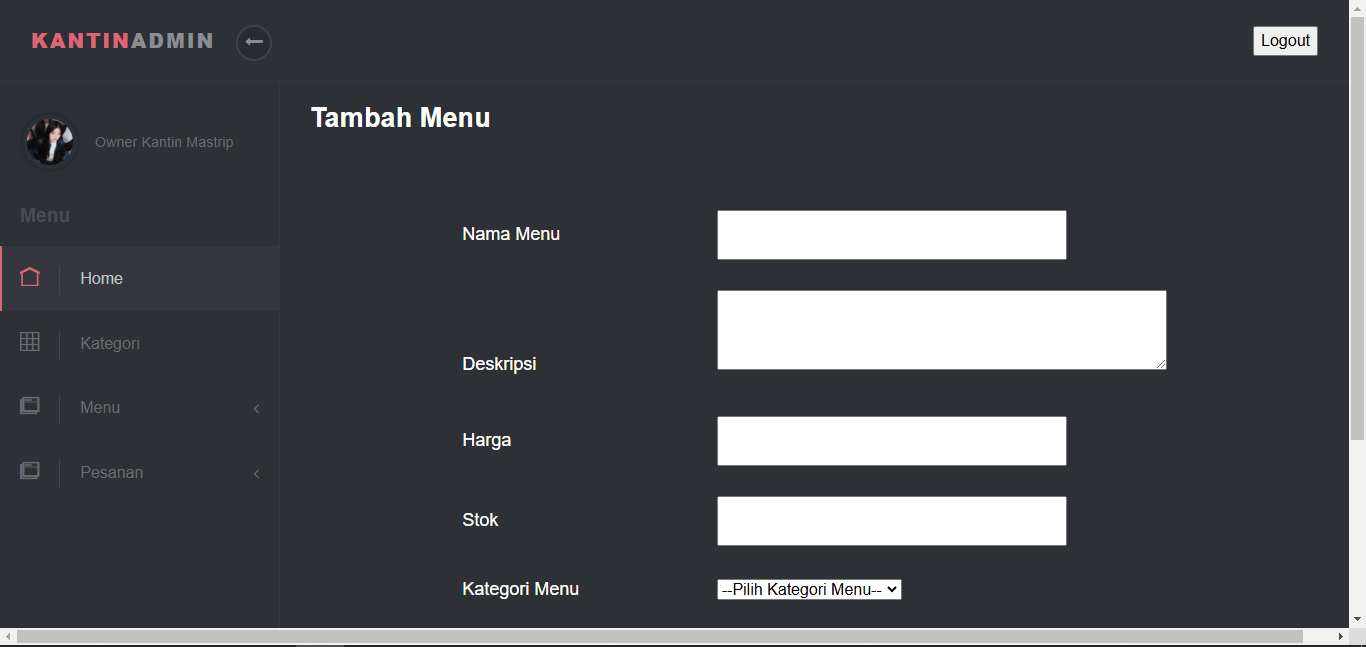 KANTINADMIN
Logout
Owner Kantin Mastrip
Menu
Home
Kategori
Menu
Pesanan
Tambah Menu
Nama Menu
Deskripsi
Harga
Stok
Kategori Menu
--Pilih Kategori Menu--